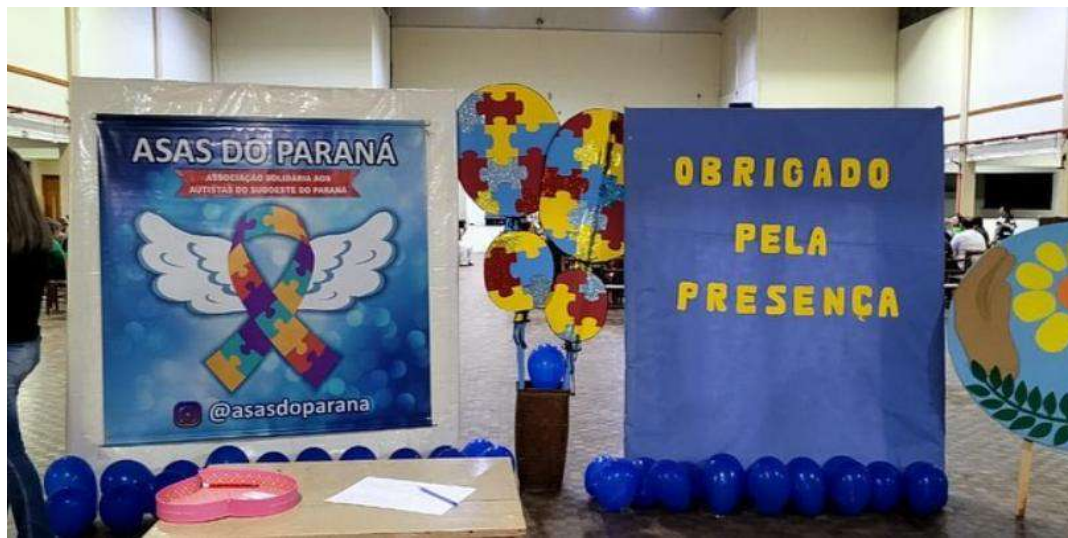 ASAS DO PARANÁ
ASSOCIAÇÃO SOLIDÁRIA AOS
AUTISTAS DO SUDOESTE DO PARANÁ
@asasdoparana
OBRIGADO
PELA
PRESENÇA